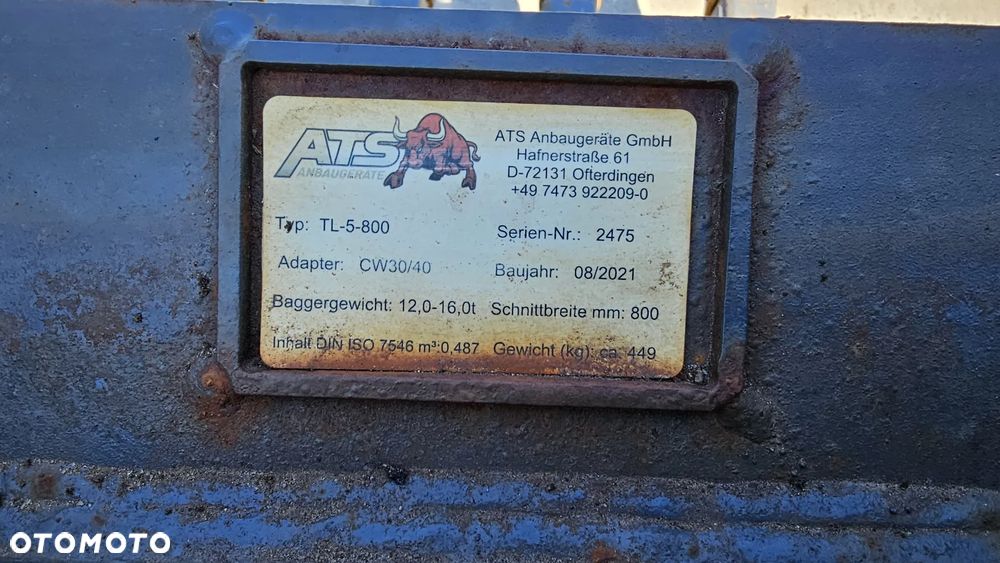 ATS
ANBAUGERÄTE
ATS Anbaugeräte GmbH
Hafnerstraße 61
D-72131 Ofterdingen
+49 7473 922209-0
Typ: TL-5-800
Serien-Nr.: 2475
Adapter: CW30/40
Baujahr: 08/2021
Baggergewicht: 12,0-16,0t
Schnittbreite mm: 800
Inhalt DIN ISO 7546 m³:0,487
Gewicht (kg): ca. 449
OTOMOTO